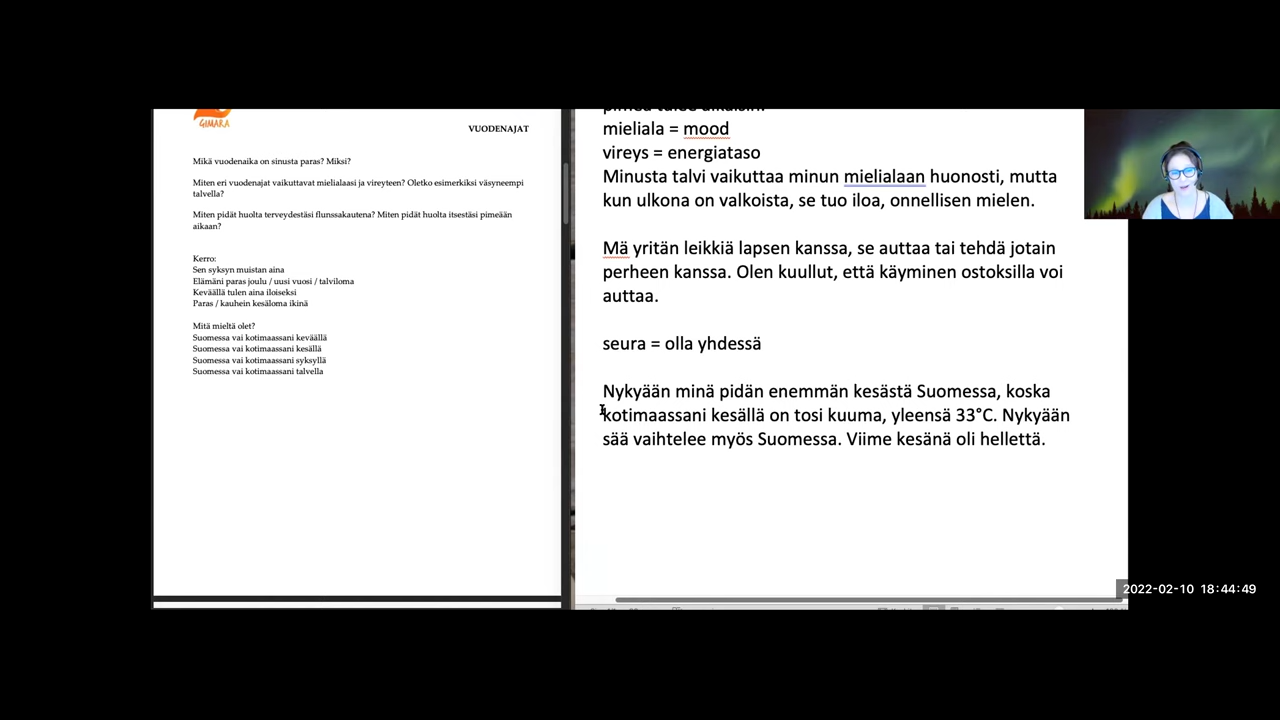 GIMARA
VUODENAJAT
Mikä vuodenaika on sinusta paras? Miksi?
Miten eri vuodenajat vaikuttavat mielialaasi ja vireyteen? Oletko esimerkiksi väsyneempi
talvella?
Miten pidät huolta terveydestäsi flunssakautena? Miten pidät huolta itsestäsi pimeään
aikaan?
Kerro:
Sen syksyn muistan aina
Elämäni paras joulu / uusi vuosi / talviloma
Keväällä tulen aina iloiseksi
Paras / kauhein kesäloma ikinä
Mitä mieltä olet?
Suomessa vai kotimaassani keväällä
Suomessa vai kotimaassani kesällä
Suomessa vai kotimaassani syksyllä
Suomessa vai kotimaassani talvella
mieliala = mood
vireys = energiataso
Minusta talvi vaikuttaa minun mielialaan huonosti, mutta
kun ulkona on valkoista, se tuo iloa, onnellisen mielen.
Mä yritän leikkiä lapsen kanssa, se auttaa tai tehdä jotain
perheen kanssa. Olen kuullut, että käyminen ostoksilla voi
auttaa.
seura = olla yhdessä
Nykyään minä pidän enemmän kesästä Suomessa, koska
kotimaassani kesällä on tosi kuuma, yleensä 33°C. Nykyään
sää vaihtelee myös Suomessa. Viime kesänä oli hellettä.
2022-02-10 18:44:49